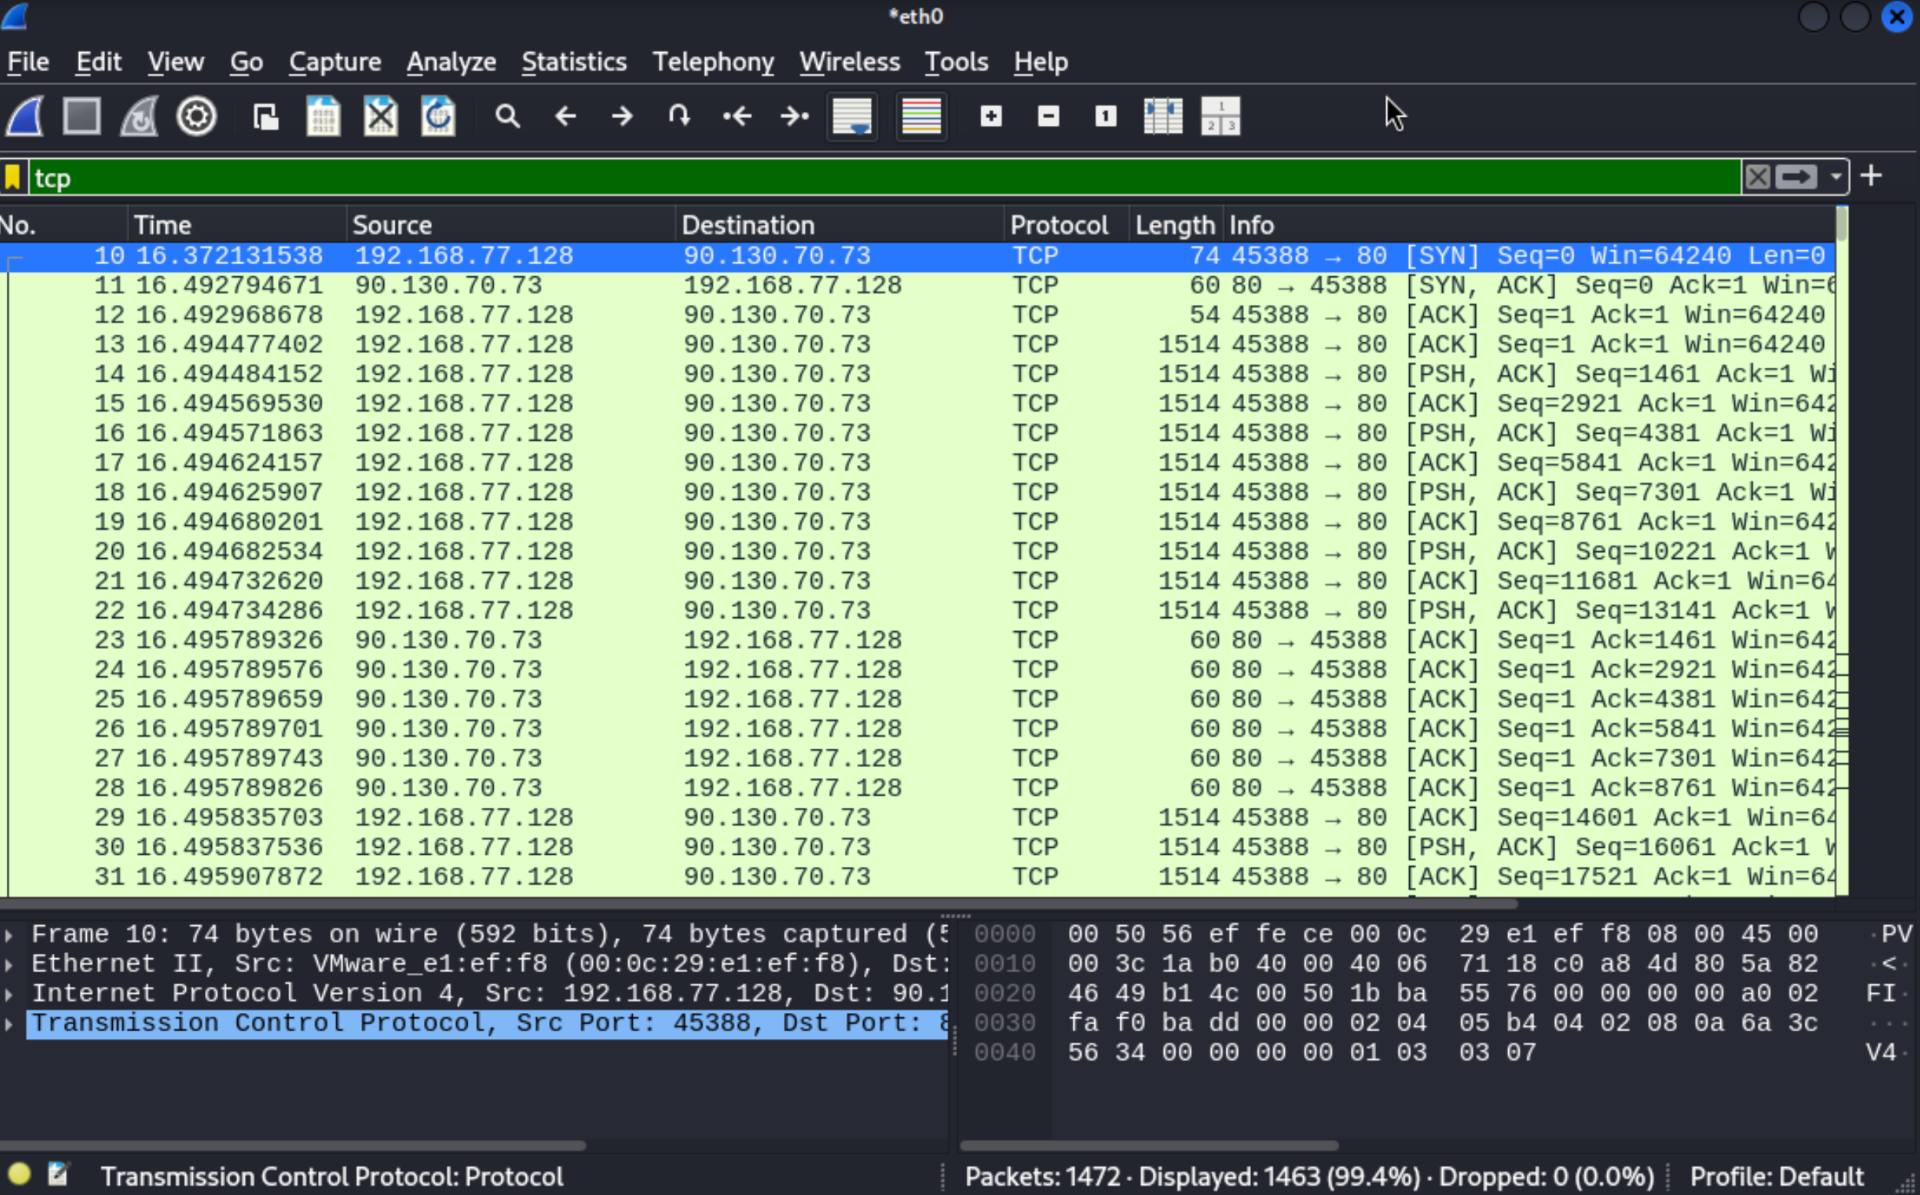 *eth0
File Edit View Go Capture Analyze Statistics Telephony Wireless Tools Help
tcp
No. Time Source Destination Protocol Length Info
10 16.372131538 192.168.77.128 90.130.70.73 TCP 74 45388 → 80 [SYN] Seq=0 Win=64240 Len=0
11 16.492794671 90.130.70.73 192.168.77.128 TCP 60 80 → 45388 [SYN, ACK] Seq=0 Ack=1 Win=6
12 16.492968678 192.168.77.128 90.130.70.73 TCP 54 45388 → 80 [ACK] Seq=1 Ack=1 Win=64240
13 16.494477402 192.168.77.128 90.130.70.73 TCP 1514 45388 → 80 [ACK] Seq=1 Ack=1 Win=64240
14 16.494484152 192.168.77.128 90.130.70.73 TCP 1514 45388 → 80 [PSH, ACK] Seq=1461 Ack=1 Wi
15 16.494569530 192.168.77.128 90.130.70.73 TCP 1514 45388 → 80 [ACK] Seq=2921 Ack=1 Win=642
16 16.494571863 192.168.77.128 90.130.70.73 TCP 1514 45388 → 80 [PSH, ACK] Seq=4381 Ack=1 Wi
17 16.494624157 192.168.77.128 90.130.70.73 TCP 1514 45388 → 80 [ACK] Seq=5841 Ack=1 Win=642
18 16.494625907 192.168.77.128 90.130.70.73 TCP 1514 45388 → 80 [PSH, ACK] Seq=7301 Ack=1 Wi
19 16.494680201 192.168.77.128 90.130.70.73 TCP 1514 45388 → 80 [ACK] Seq=8761 Ack=1 Win=642
20 16.494682534 192.168.77.128 90.130.70.73 TCP 1514 45388 → 80 [PSH, ACK] Seq=10221 Ack=1 W
21 16.494732620 192.168.77.128 90.130.70.73 TCP 1514 45388 → 80 [ACK] Seq=11681 Ack=1 Win=64
22 16.494734286 192.168.77.128 90.130.70.73 TCP 1514 45388 → 80 [PSH, ACK] Seq=13141 Ack=1 W
23 16.495789326 90.130.70.73 192.168.77.128 TCP 60 80 → 45388 [ACK] Seq=1 Ack=1461 Win=642
24 16.495789576 90.130.70.73 192.168.77.128 TCP 60 80 → 45388 [ACK] Seq=1 Ack=2921 Win=642
25 16.495789659 90.130.70.73 192.168.77.128 TCP 60 80 → 45388 [ACK] Seq=1 Ack=4381 Win=642
26 16.495789701 90.130.70.73 192.168.77.128 TCP 60 80 → 45388 [ACK] Seq=1 Ack=5841 Win=642
27 16.495789743 90.130.70.73 192.168.77.128 TCP 60 80 → 45388 [ACK] Seq=1 Ack=7301 Win=642
28 16.495789826 90.130.70.73 192.168.77.128 TCP 60 80 → 45388 [ACK] Seq=1 Ack=8761 Win=642
29 16.495835703 192.168.77.128 90.130.70.73 TCP 1514 45388 → 80 [ACK] Seq=14601 Ack=1 Win=64
30 16.495837536 192.168.77.128 90.130.70.73 TCP 1514 45388 → 80 [PSH, ACK] Seq=16061 Ack=1 W
31 16.495907872 192.168.77.128 90.130.70.73 TCP 1514 45388 → 80 [ACK] Seq=17521 Ack=1 Win=64
Frame 10: 74 bytes on wire (592 bits), 74 bytes captured (5
Ethernet II, Src: VMware_e1:ef:f8 (00:0c:29:e1:ef:f8), Dst:
Internet Protocol Version 4, Src: 192.168.77.128, Dst: 90.1
Transmission Control Protocol, Src Port: 45388, Dst Port: 8
0000 00 50 56 ef fe ce 00 0c 29 e1 ef f8 08 00 45 00 ·PV
0010 00 3c 1a b0 40 00 40 06 71 18 c0 a8 4d 80 5a 82 ·<·
0020 46 49 b1 4c 00 50 1b ba 55 76 00 00 00 00 a0 02 FI·
0030 fa f0 ba dd 00 00 02 04 05 b4 04 02 08 0a 6a 3c ···
0040 56 34 00 00 00 00 01 03 03 07 V4·
Transmission Control Protocol: Protocol
Packets: 1472 · Displayed: 1463 (99.4%) · Dropped: 0 (0.0%)
Profile: Default